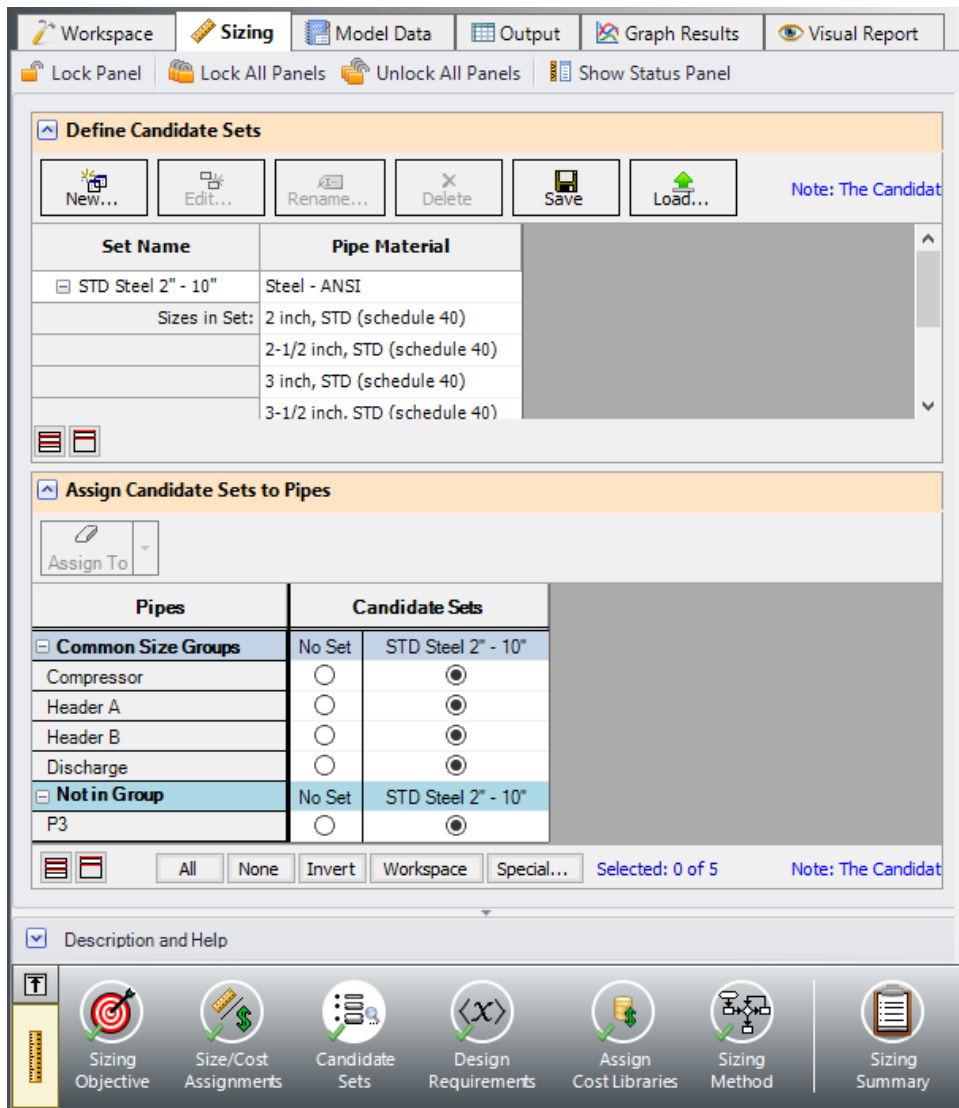 Workspace Sizing Model Data Output Graph Results Visual Report
Lock Panel Lock All Panels Unlock All Panels Show Status Panel
Define Candidate Sets
New... Edit... Rename... Delete Save Load... Note: The Candidat
Set Name Pipe Material
STD Steel 2" - 10" Steel - ANSI
Sizes in Set: 2 inch, STD (schedule 40)
2-1/2 inch, STD (schedule 40)
3 inch, STD (schedule 40)
3-1/2 inch, STD (schedule 40)
Assign Candidate Sets to Pipes
Assign To
Pipes Candidate Sets
Common Size Groups No Set STD Steel 2" - 10"
Compressor
Header A
Header B
Discharge
Not in Group No Set STD Steel 2" - 10"
P3
All None Invert Workspace Special... Selected: 0 of 5 Note: The Candidat
Description and Help
Sizing Size/Cost Candidate Design Assign Sizing Sizing
Objective Assignments Sets Requirements Cost Libraries Method Summary